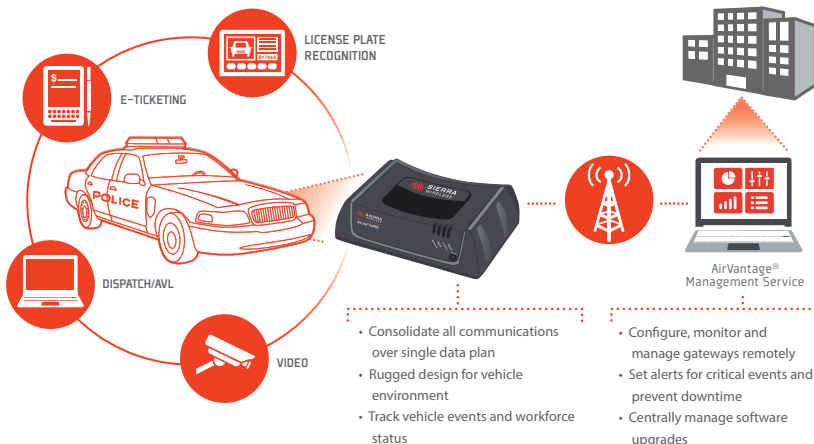 LICENSE PLATE
RECOGNITION
E-TICKETING
$
POLICE
DISPATCH/AVL
VIDEO
SIERRA
WIRELESS
SIERRA
AirVantage®
Management Service
• Consolidate all communications
over single data plan
• Rugged design for vehicle
environment
• Track vehicle events and workforce
status
• Configure, monitor and
manage gateways remotely
• Set alerts for critical events and
prevent downtime
• Centrally manage software
upgrades